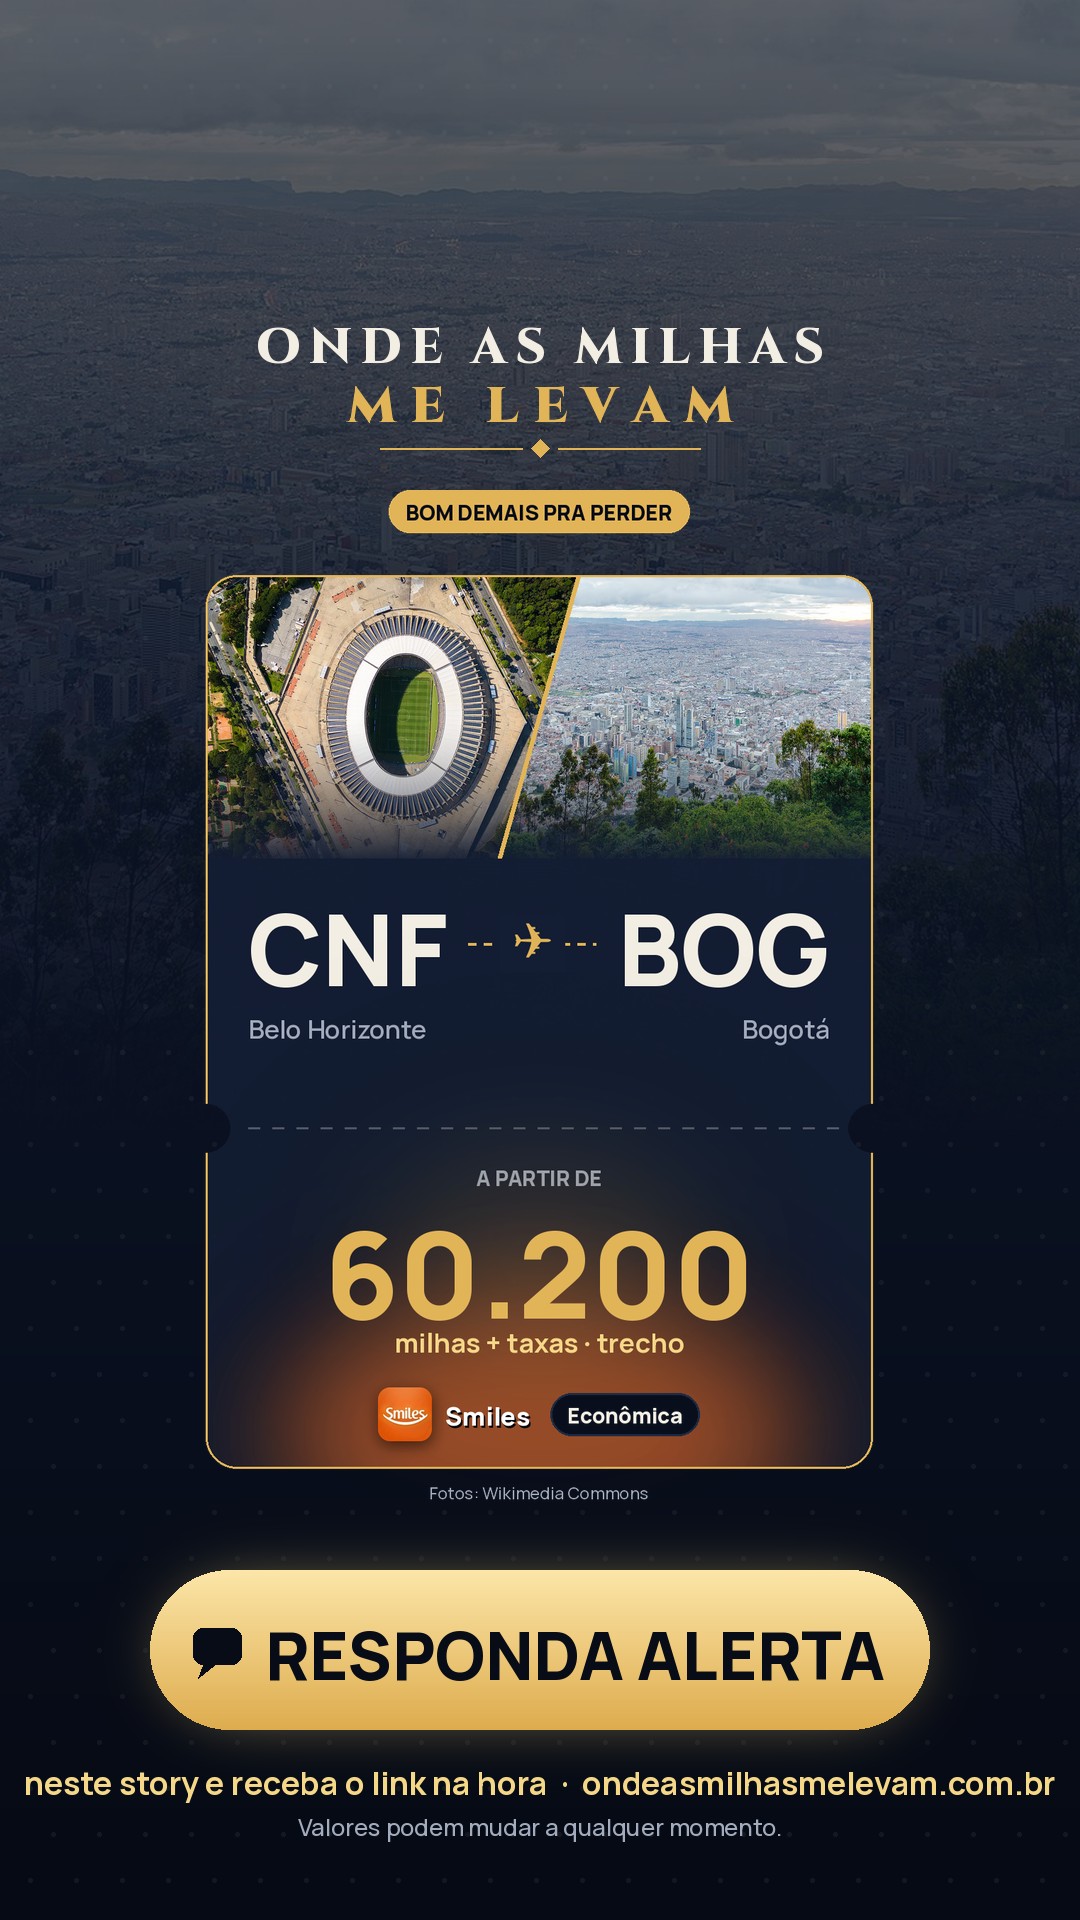 ONDE AS MILHAS
ME LEVAM
BOM DEMAIS PRA PERDER
CNF BOG
Belo Horizonte Bogotá
A PARTIR DE
60.200
milhas + taxas · trecho
Smiles Smiles Econômica
Fotos: Wikimedia Commons
RESPONDA ALERTA
neste story e receba o link na hora · ondeasmilhasmelevam.com.br
Valores podem mudar a qualquer momento.